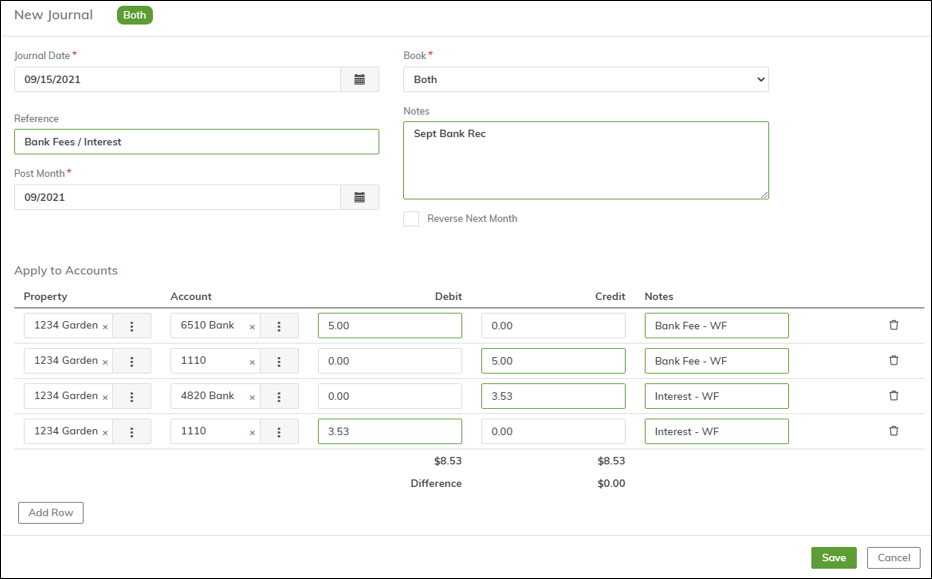 New Journal Both
Journal Date *
09/15/2021
Book *
Both
Reference
Bank Fees / Interest
Notes
Sept Bank Rec
Post Month *
09/2021
Reverse Next Month
Apply to Accounts
Property Account Debit Credit Notes
1234 Garden × 6510 Bank × 5.00 0.00 Bank Fee - WF
1234 Garden × 1110 × 0.00 5.00 Bank Fee - WF
1234 Garden × 4820 Bank × 0.00 3.53 Interest - WF
1234 Garden × 1110 × 3.53 0.00 Interest - WF
$8.53 $8.53
Difference $0.00
Add Row
Save Cancel